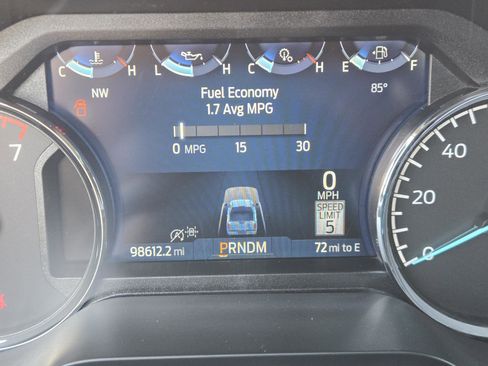 C H L H C H E F
NW
85°
Fuel Economy
1.7 Avg MPG
0 MPG 15 30
7
0
MPH
SPEED
LIMIT
5
40
20
0
98612.2 mi
PRNDM
72 mi to E